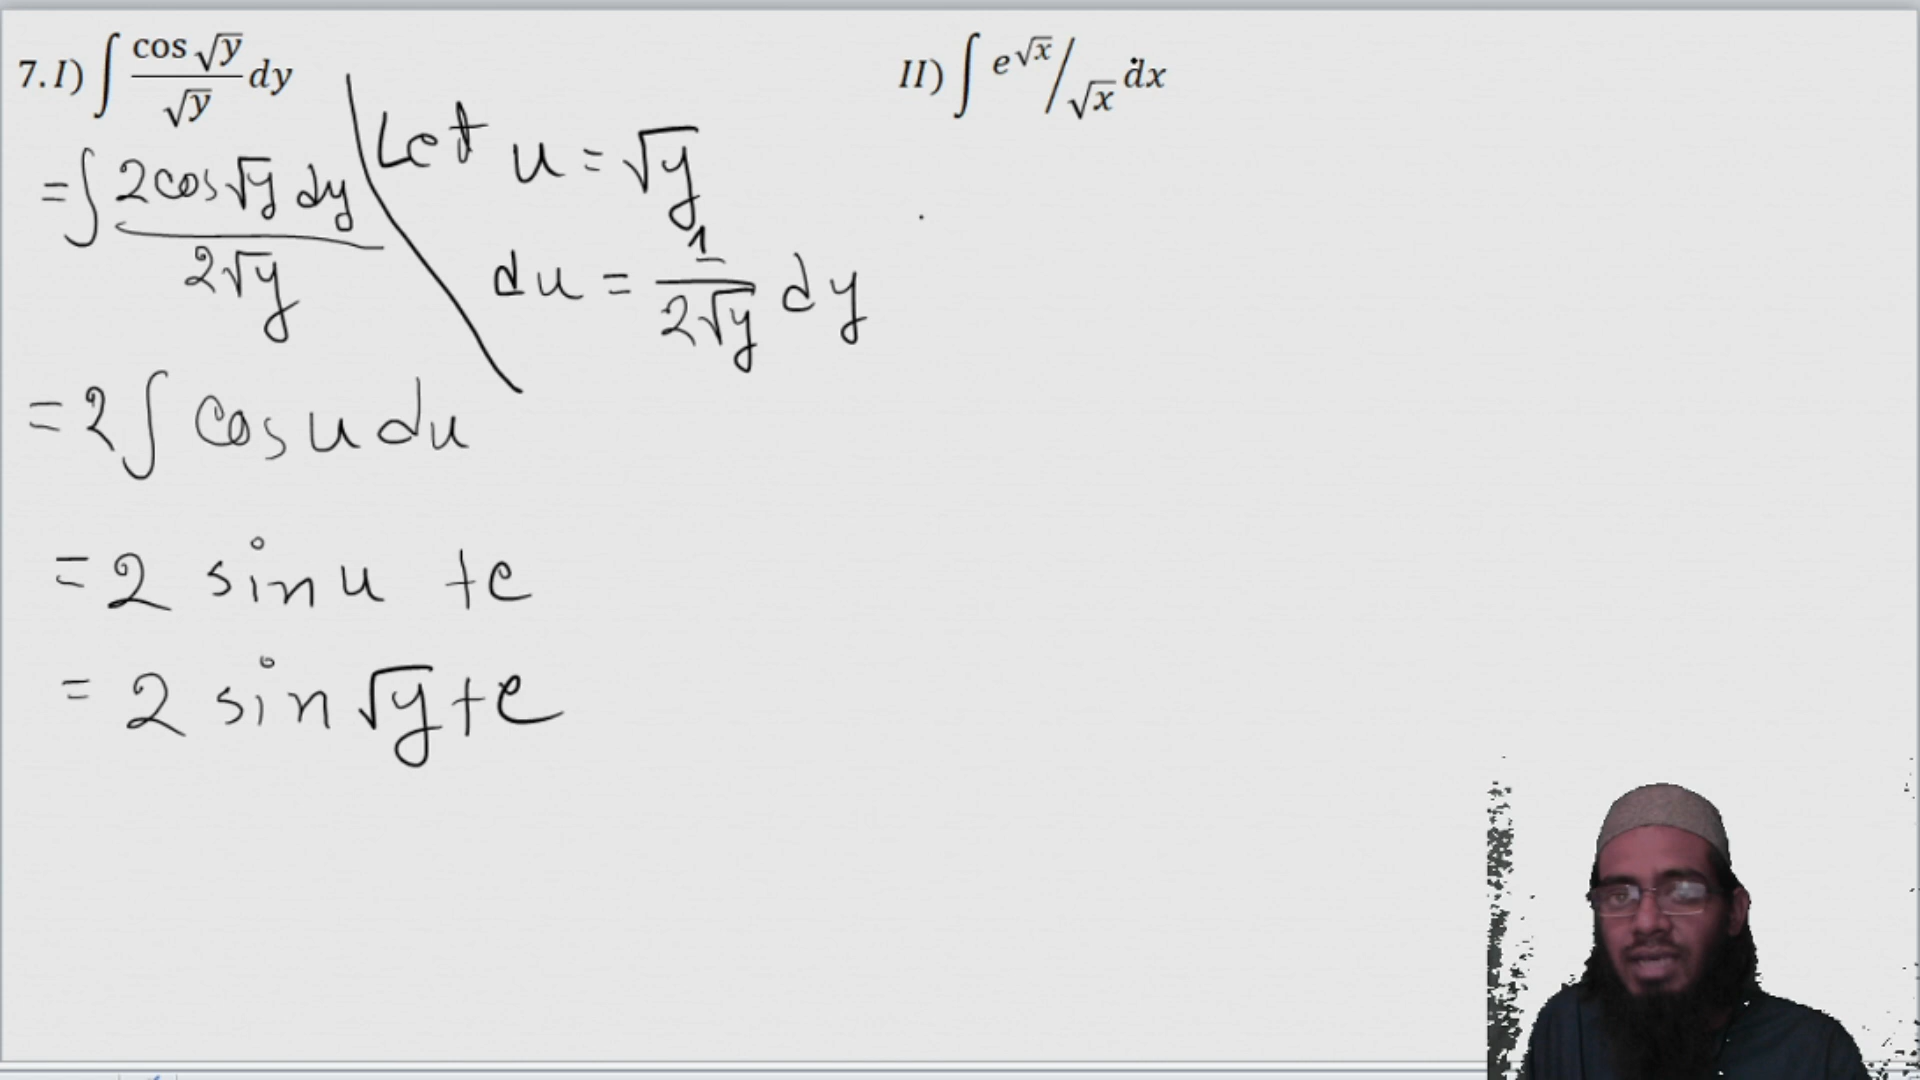 7. I) ∫ cos √y / √y dy
= ∫ 2cos√y dy / 2√y
Let u = √y
du = 1 / 2√y dy
= 2 ∫ cos u du
= 2 sin u + c
= 2 sin √y + c
II) ∫ e^√x / √x dx